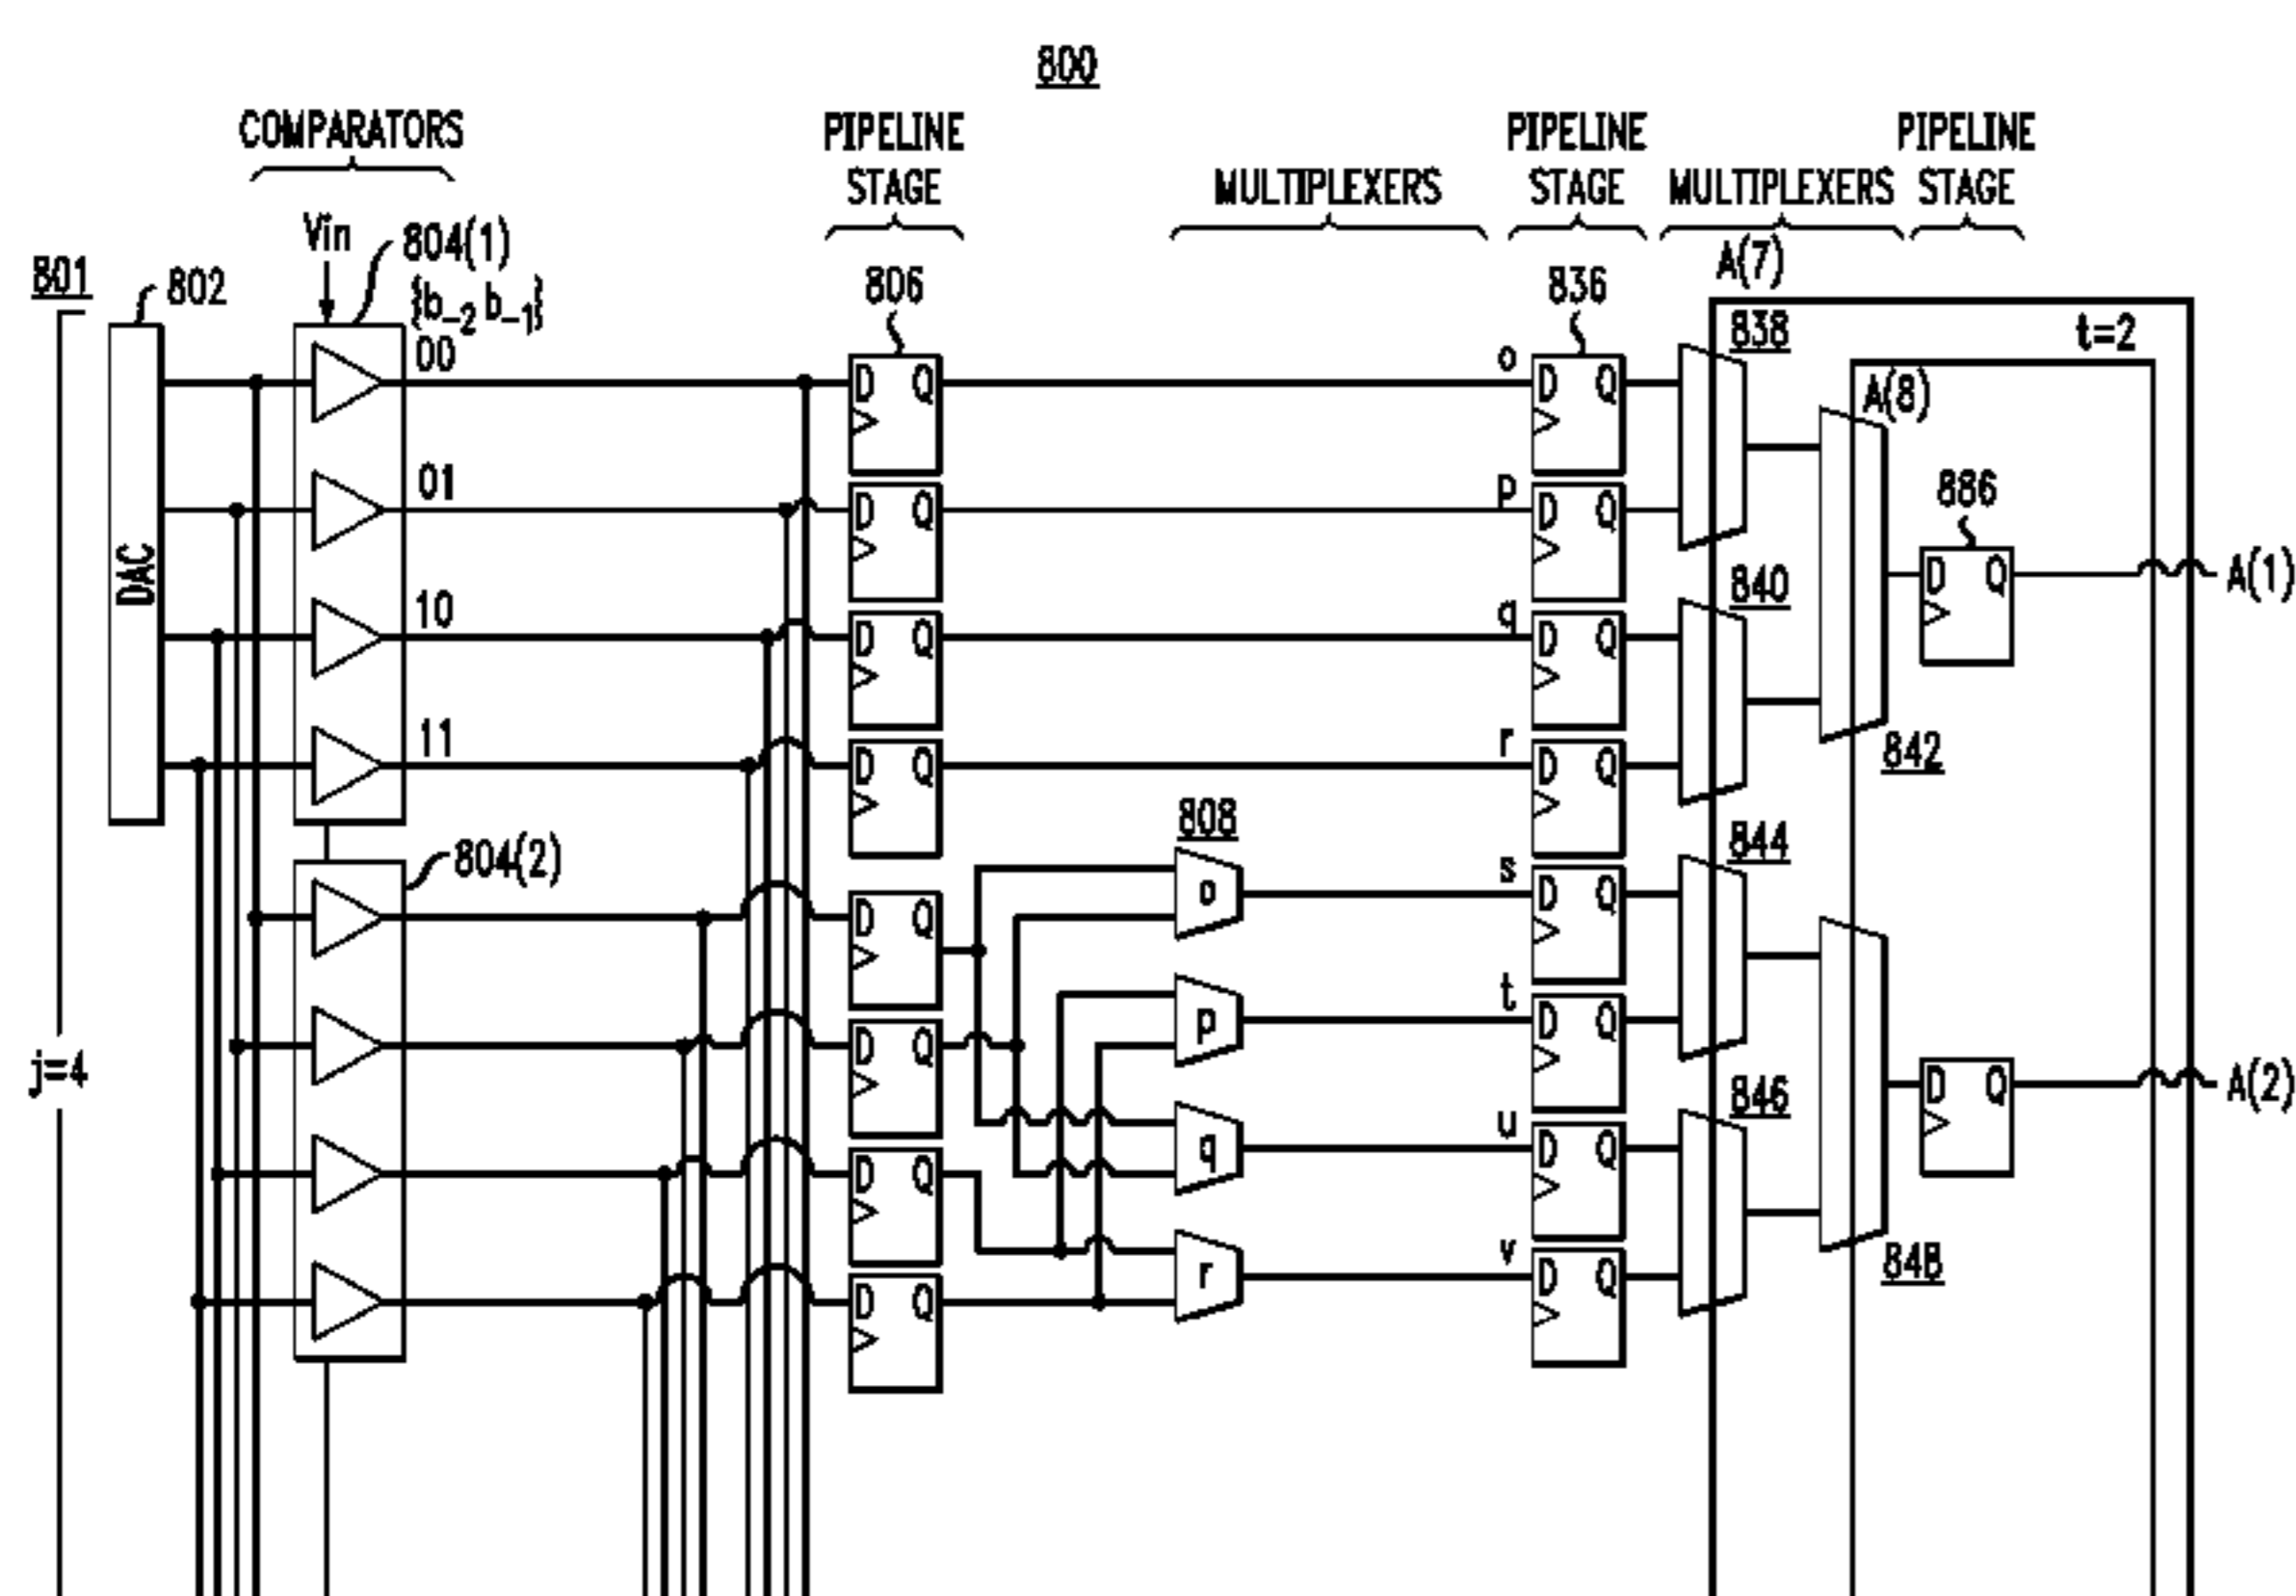 800
COMPARATORS
PIPELINE
STAGE
MULTIPLEXERS
PIPELINE
STAGE
MULTIPLEXERS
PIPELINE
STAGE
801
802
Vin
804(1)
{b-2 b-1}
806
836
A(7)
838
t=2
00
D Q
o
D Q
A(8)
01
D Q
p
D Q
886
DAC
D Q
A(1)
10
D Q
q
D Q
840
11
D Q
r
D Q
842
808
844
804(2)
D Q
o
s
D Q
j=4
D Q
p
t
D Q
846
D Q
A(2)
D Q
q
u
D Q
D Q
r
v
D Q
848